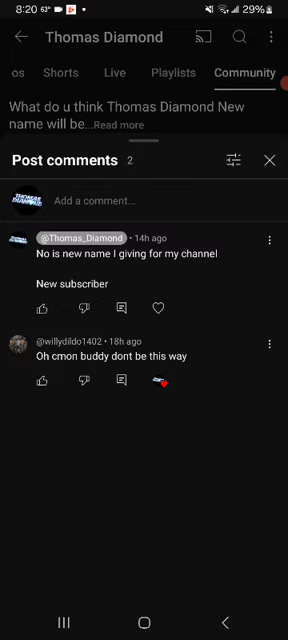 8:20 63° 29%
Thomas Diamond
os Shorts Live Playlists Community
What do u think Thomas Diamond New
name will be...Read more
Post comments 2
Add a comment...
@Thomas_Diamond • 14h ago
No is new name I giving for my channel
New subscriber
@willydildo1402 • 18h ago
Oh cmon buddy dont be this way